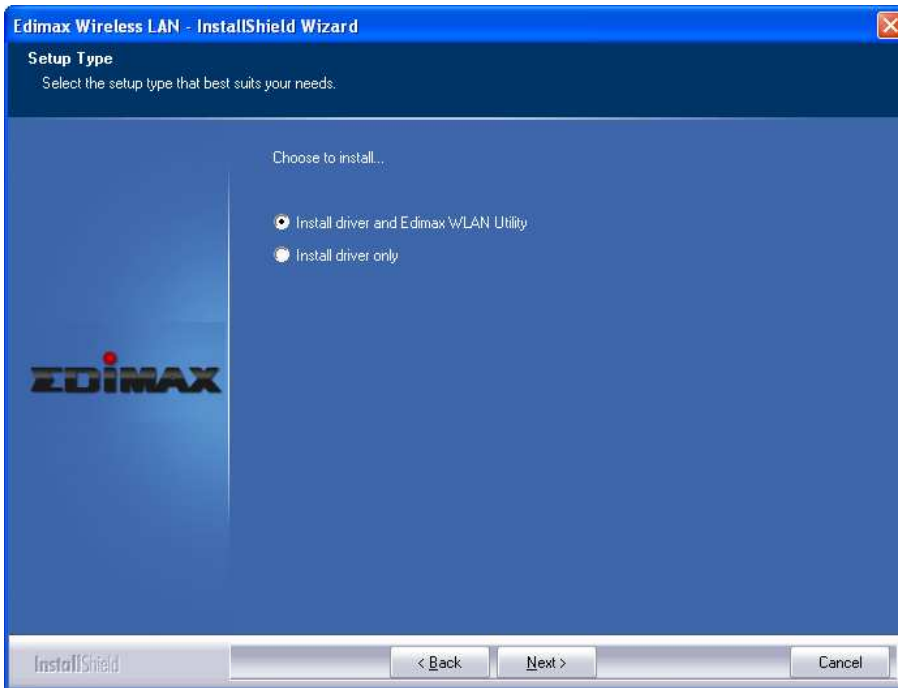 Edimax Wireless LAN - InstallShield Wizard
Setup Type
Select the setup type that best suits your needs.
Choose to install...
Install driver and Edimax WLAN Utility
Install driver only
EDIMAX
InstallShield
< Back
Next >
Cancel